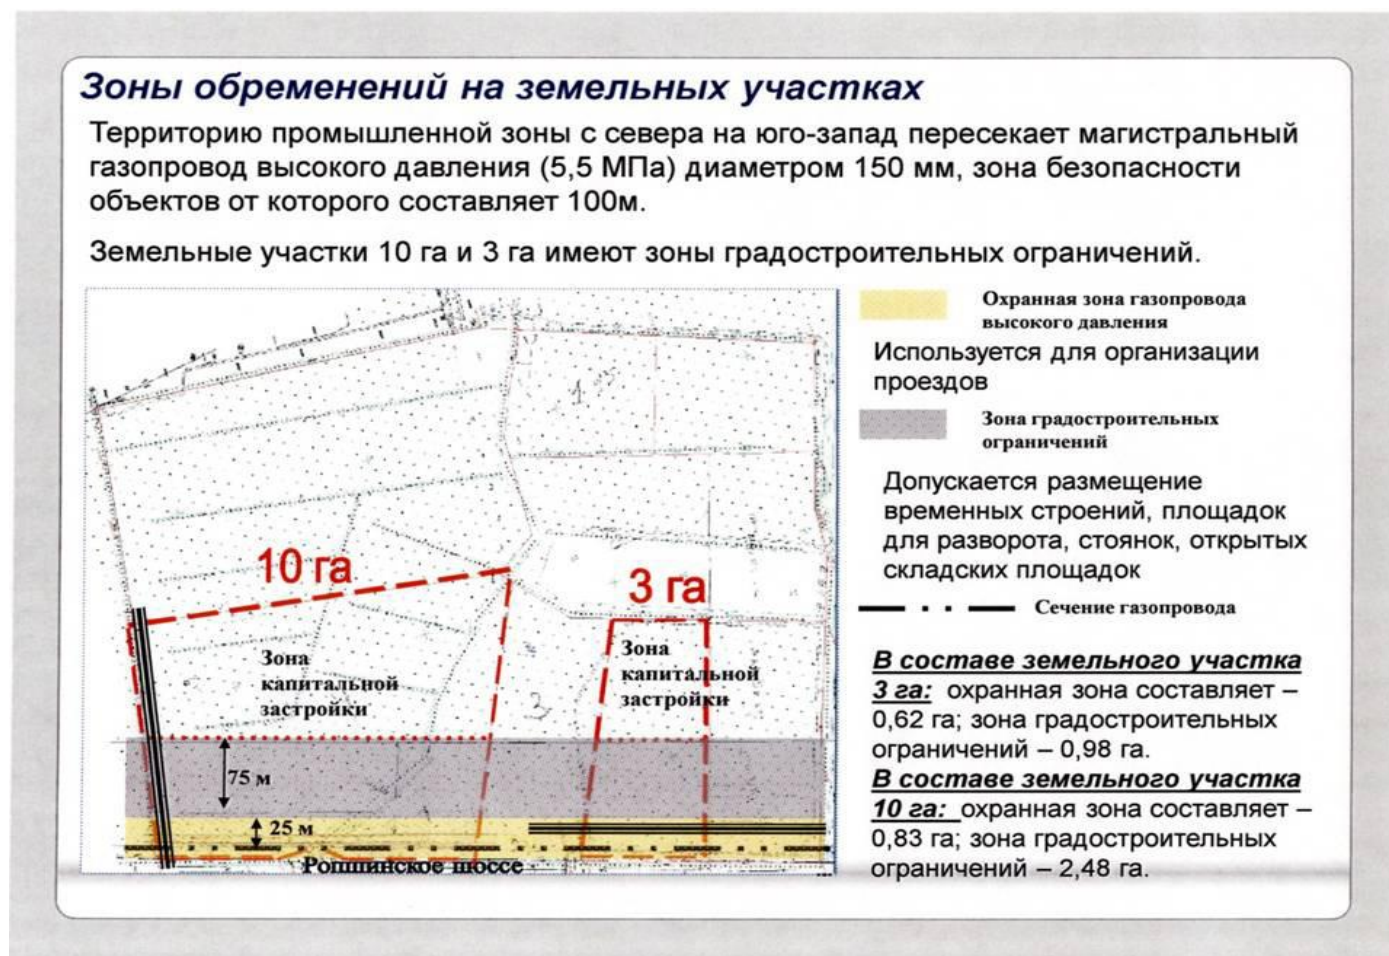 Зоны обременений на земельных участках
Территорию промышленной зоны с севера на юго-запад пересекает магистральный
газопровод высокого давления (5,5 МПа) диаметром 150 мм, зона безопасности
объектов от которого составляет 100м.
Земельные участки 10 га и 3 га имеют зоны градостроительных ограничений.
10 га
3 га
Зона
капитальной
застройки
Зона
капитальной
застройки
75 м
25 м
Ропшинское шоссе
Охранная зона газопровода
высокого давления
Используется для организации
проездов
Зона градостроительных
ограничений
Допускается размещение
временных строений, площадок
для разворота, стоянок, открытых
складских площадок
Сечение газопровода
В составе земельного участка
3 га: охранная зона составляет –
0,62 га; зона градостроительных
ограничений – 0,98 га.
В составе земельного участка
10 га: охранная зона составляет –
0,83 га; зона градостроительных
ограничений – 2,48 га.